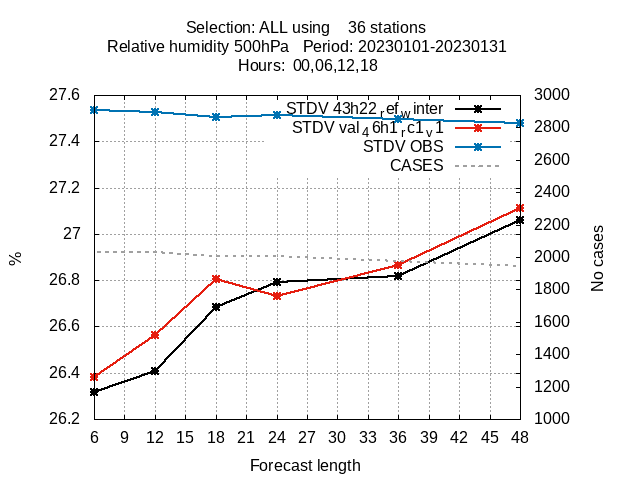 Selection: ALL using 36 stations
Relative humidity 500hPa Period: 20230101-20230131
Hours: 00,06,12,18
27.6
27.4
27.2
27
26.8
26.6
26.4
26.2
3000
2800
2600
2400
2200
2000
1800
1600
1400
1200
1000
STDV 43h22refwinter
STDV val46h1rc1v1
STDV OBS
CASES
%
No cases
6 9 12 15 18 21 24 27 30 33 36 39 42 45 48
Forecast length